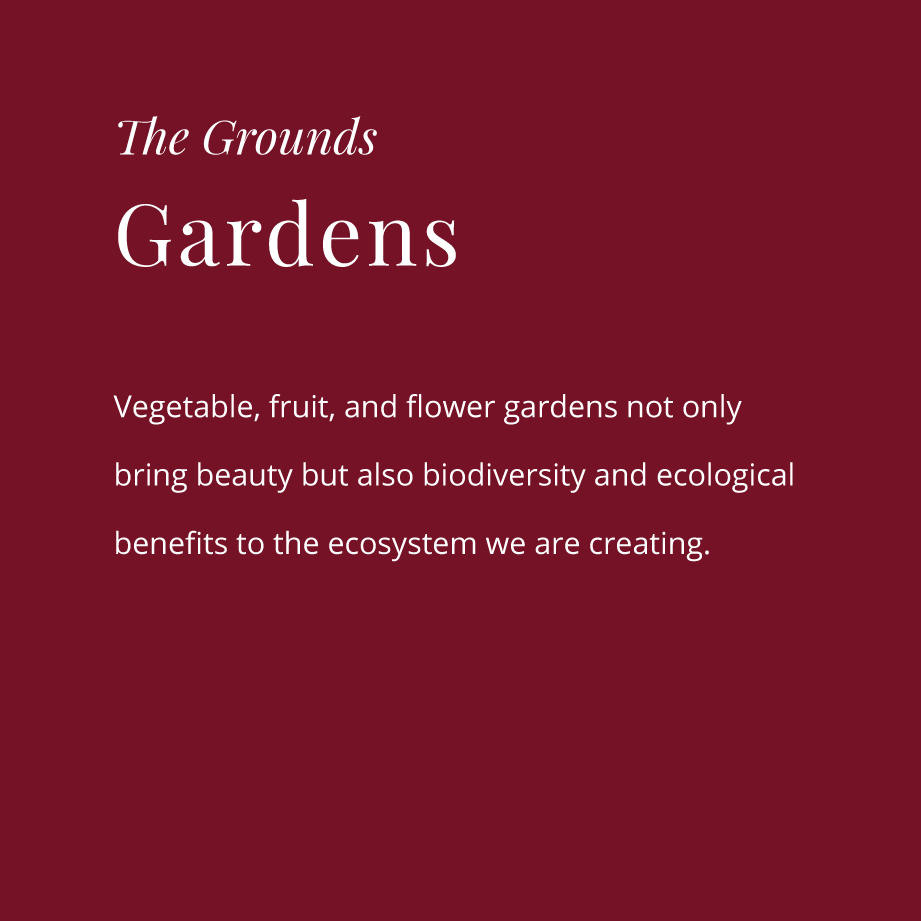 The Grounds
Gardens
Vegetable, fruit, and flower gardens not only
bring beauty but also biodiversity and ecological
benefits to the ecosystem we are creating.